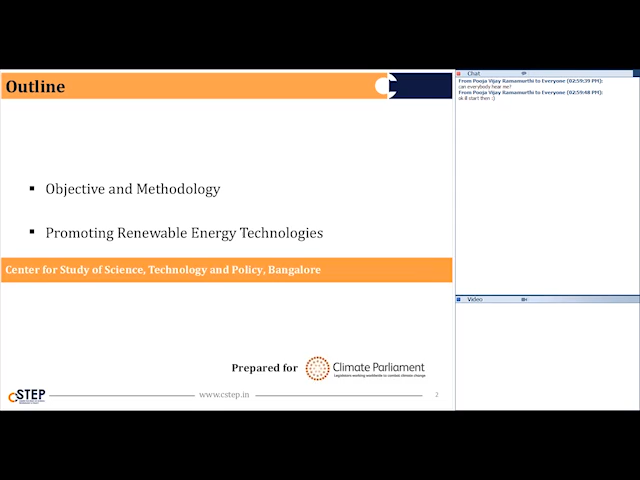 Outline
▪ Objective and Methodology
▪ Promoting Renewable Energy Technologies
Center for Study of Science, Technology and Policy, Bangalore
Prepared for
Climate Parliament
Legislators working worldwide to combat climate change
CSTEP
www.cstep.in
2
Chat
From Pooja Vijay Ramamurthi to Everyone (02:59:39 PM):
can everybody hear me?
From Pooja Vijay Ramamurthi to Everyone (02:59:48 PM):
ok ill start then :)
Video